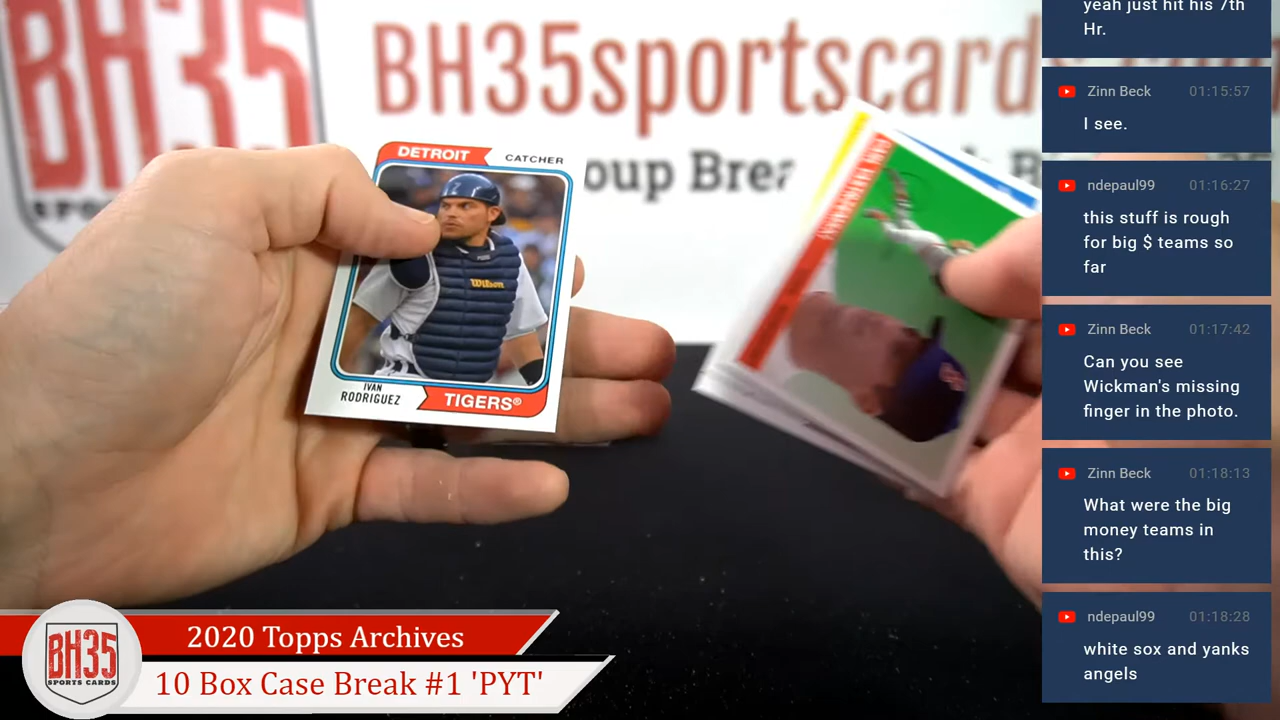 BH35
BH35sportscard
oup Brea
DETROIT CATCHER
Wilson
IVAN
RODRIGUEZ
TIGERS®
yeah just hit his 7th
Hr.
Zinn Beck 01:15:57
I see.
ndepaul99 01:16:27
this stuff is rough
for big $ teams so
far
Zinn Beck 01:17:42
Can you see
Wickman's missing
finger in the photo.
Zinn Beck 01:18:13
What were the big
money teams in
this?
ndepaul99 01:18:28
white sox and yanks
angels
BH35
SPORTS CARDS
2020 Topps Archives
10 Box Case Break #1 'PYT'